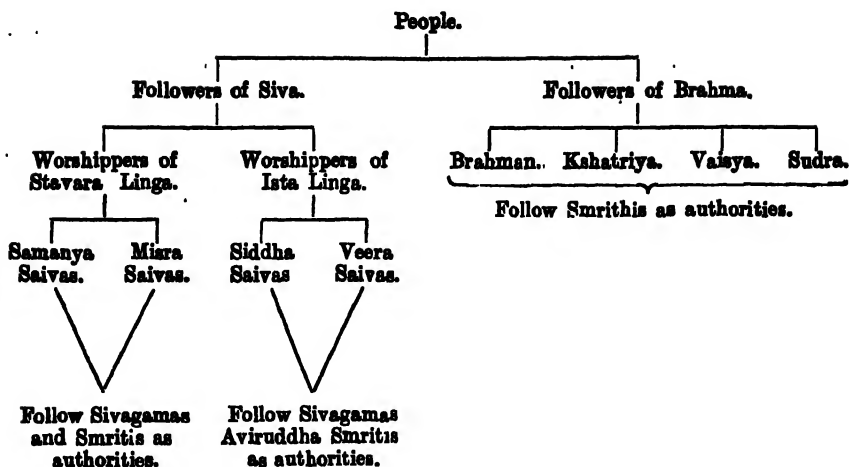 People.
Followers of Siva.
Followers of Brahma.
Worshippers of
Stavara Linga.
Worshippers of
Ista Linga.
Brahman. Kshatriya. Vaisya. Sudra.
Follow Smrithis as authorities.
Samanya
Saivas.
Misra
Saivas.
Siddha
Saivas
Veera
Saivas.
Follow Sivagamas
and Smritis as
authorities.
Follow Sivagamas
Aviruddha Smritis
as authorities.